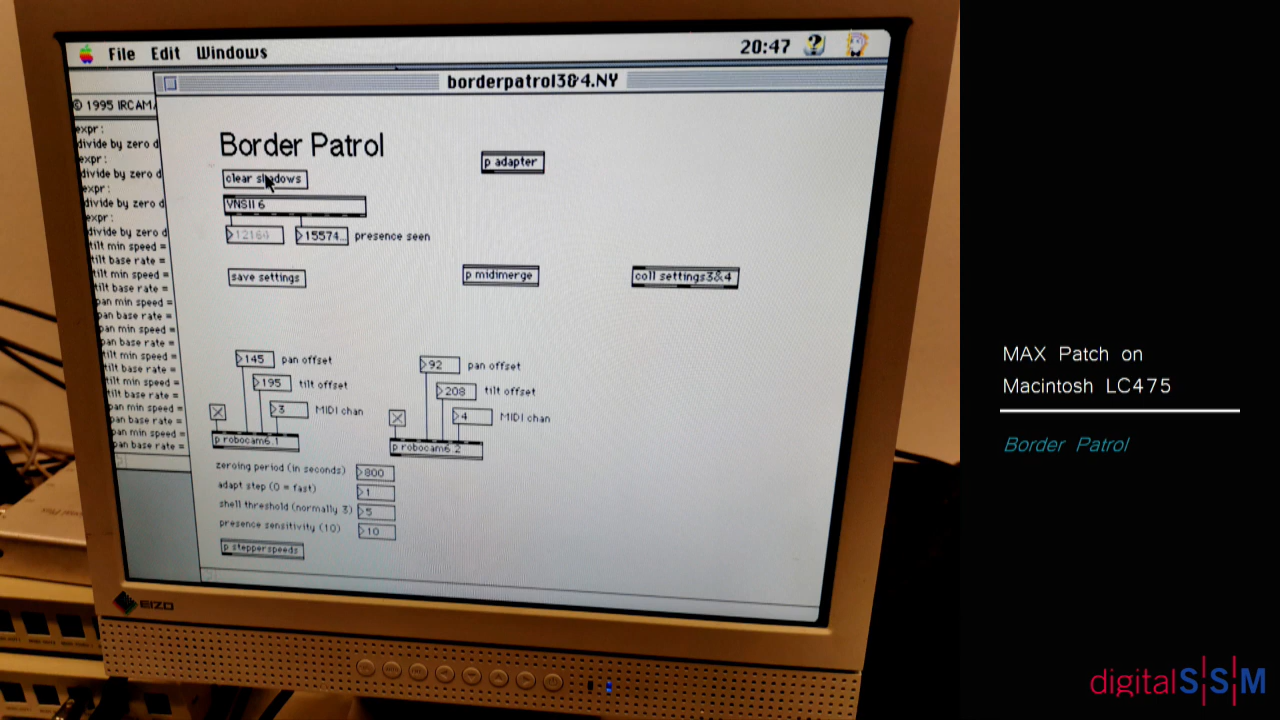 File Edit Windows 20:47
borderpatrol3&4.NY
© 1995 IRCAM
expr:
divide by zero d
expr:
divide by zero d
expr:
divide by zero d
expr:
divide by zero d
tilt min speed =
tilt base rate =
tilt min speed =
tilt base rate =
pan min speed =
pan base rate =
pan min speed =
pan base rate =
tilt min speed =
tilt base rate =
tilt min speed =
tilt base rate =
pan min speed =
pan base rate =
pan min speed =
pan base rate =
Border Patrol
p adapter
clear shadows
VNSII 6
12164 15574... presence seen
save settings
p midimerge
coll settings3&4
145 pan offset
195 tilt offset
3 MIDI chan
p robocam6.1
92 pan offset
208 tilt offset
4 MIDI chan
p robocam6.2
zeroing period (in seconds) 800
adapt step (0 = fast) 1
shell threshold (normally 3) 5
presence sensitivity (10) 10
p stepperspeeds
EIZO
MAX Patch on
Macintosh LC475
Border Patrol
digitalSSM